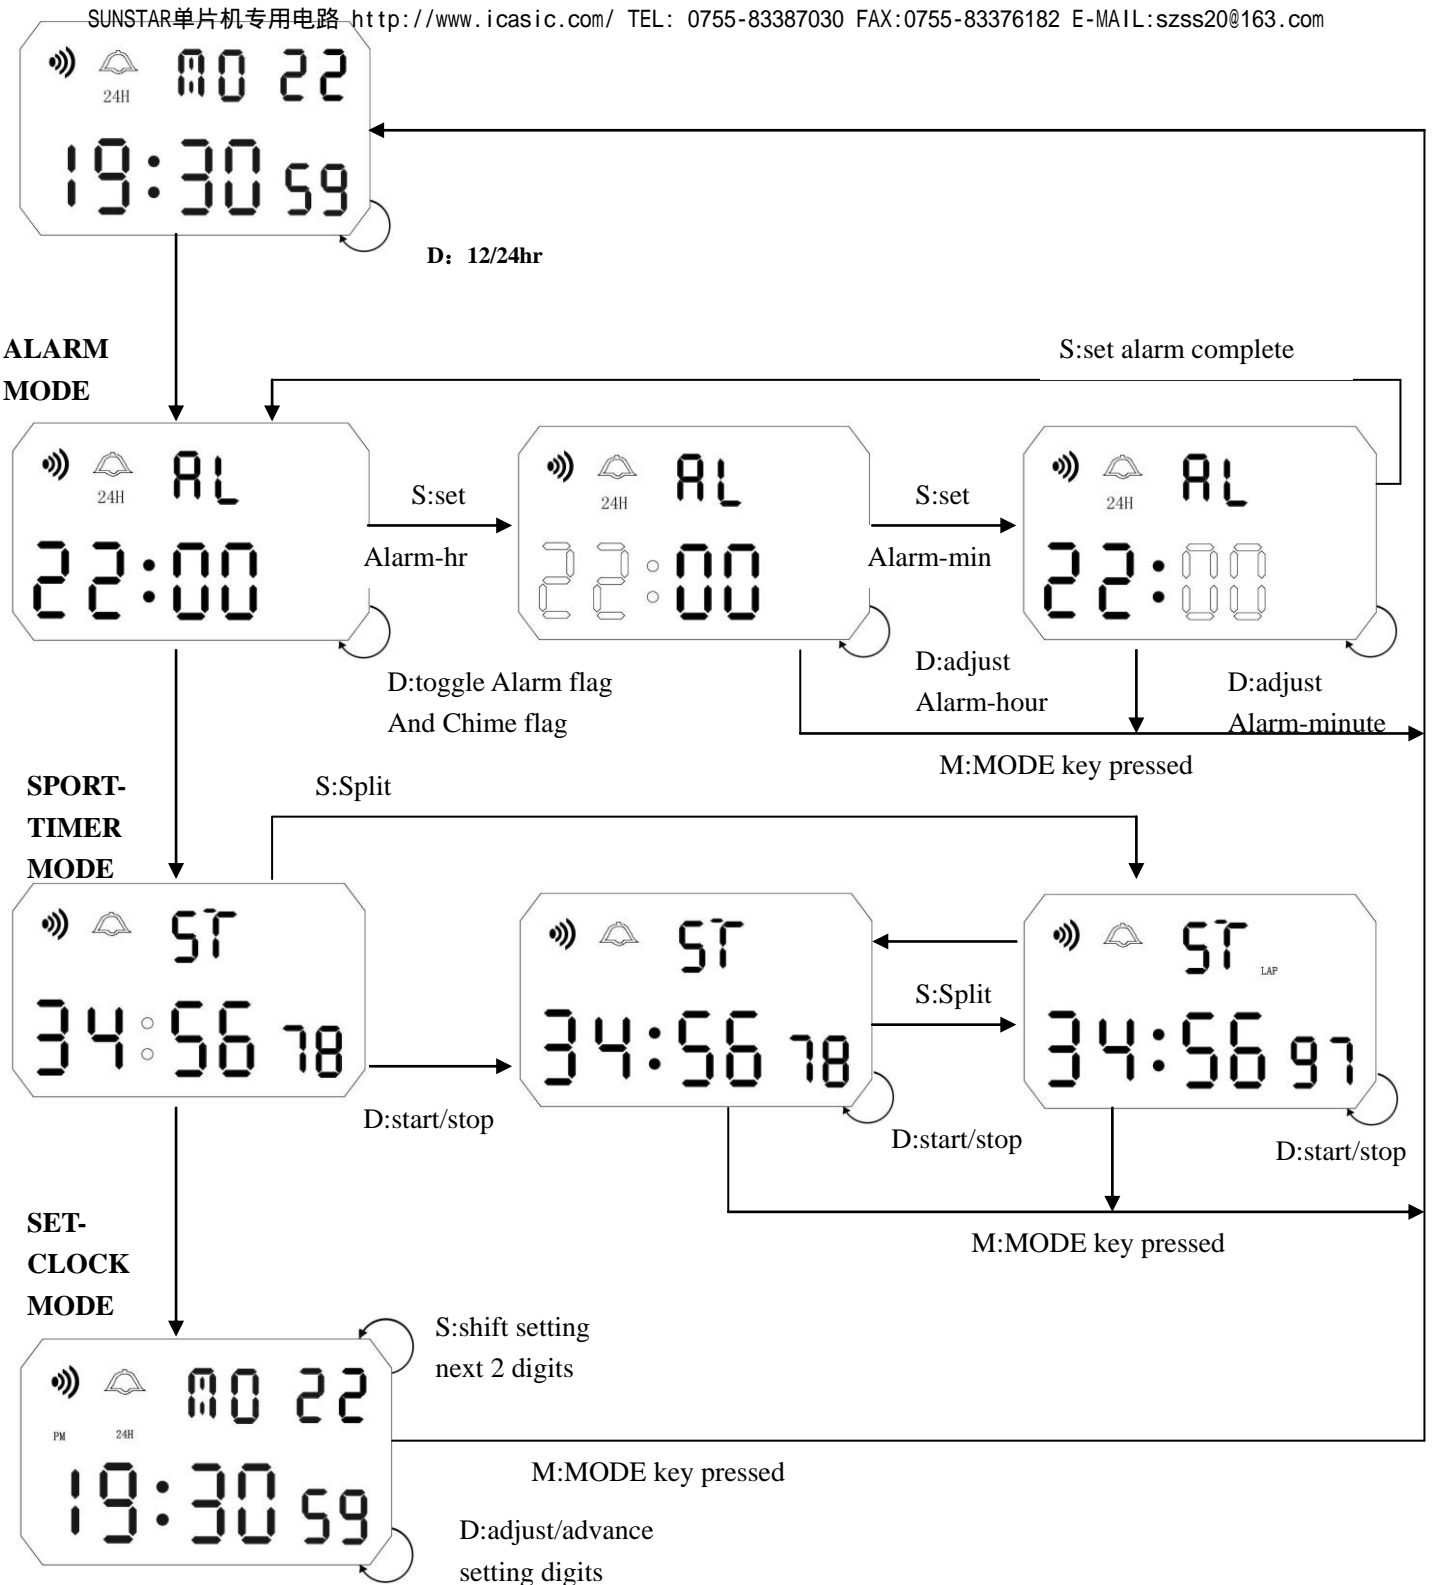 SUNSTAR单片机专用电路 http://www.icasic.com/ TEL: 0755-83387030 FAX:0755-83376182 E-MAIL:szss20@163.com
MO 22
24H
19:30 59
D：12/24hr
ALARM
MODE
S:set alarm complete
AL
24H
22:00
S:set
Alarm-hr
AL
24H
22:00
S:set
Alarm-min
AL
24H
22:00
D:toggle Alarm flag
And Chime flag
D:adjust
Alarm-hour
D:adjust
Alarm-minute
M:MODE key pressed
SPORT-
TIMER
MODE
S:Split
ST
34:56 78
D:start/stop
ST
34:56 78
S:Split
D:start/stop
ST
LAP
34:56 97
D:start/stop
M:MODE key pressed
SET-
CLOCK
MODE
S:shift setting
next 2 digits
MO 22
PM 24H
19:30 59
M:MODE key pressed
D:adjust/advance
setting digits